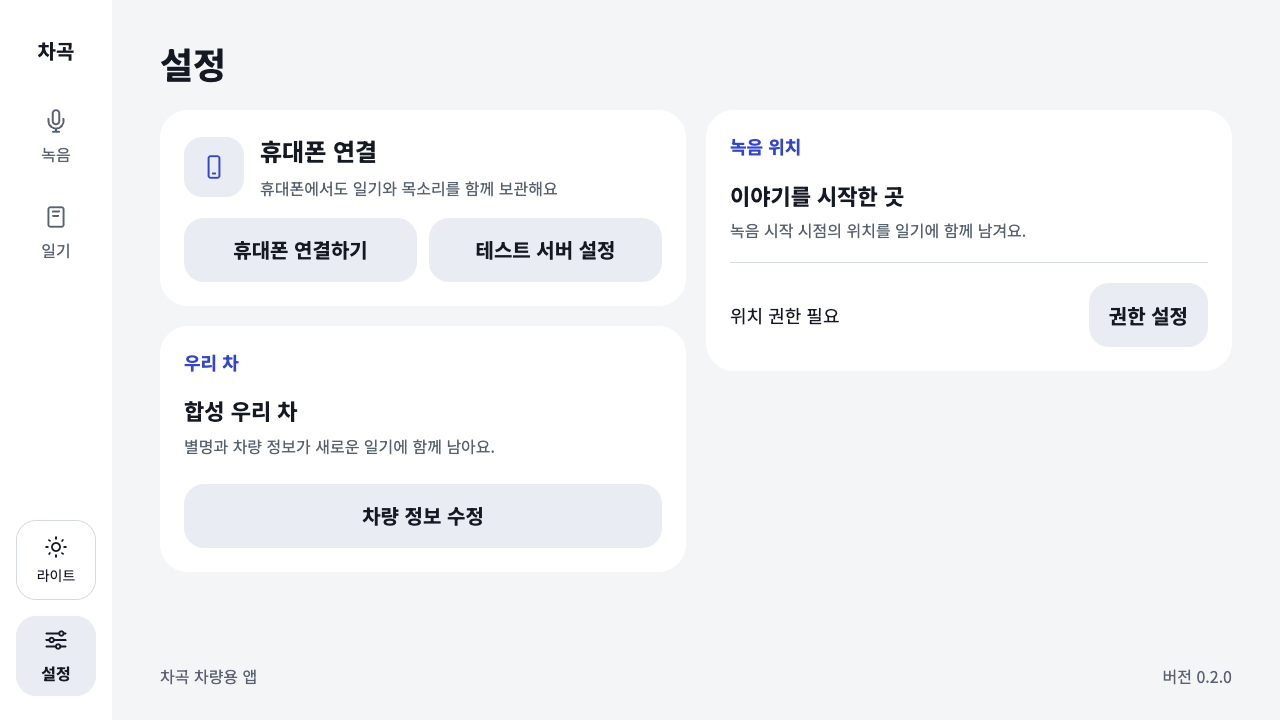 차곡
녹음
일기
라이트
설정
설정
휴대폰 연결
휴대폰에서도 일기와 목소리를 함께 보관해요
휴대폰 연결하기
테스트 서버 설정
우리 차
합성 우리 차
별명과 차량 정보가 새로운 일기에 함께 남아요.
차량 정보 수정
녹음 위치
이야기를 시작한 곳
녹음 시작 시점의 위치를 일기에 함께 남겨요.
위치 권한 필요
권한 설정
차곡 차량용 앱
버전 0.2.0